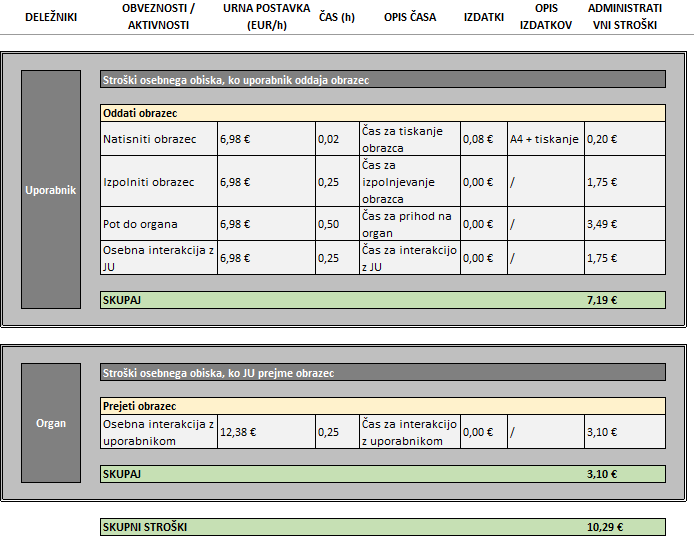 DELEŽNIKI OBVEZNOSTI / AKTIVNOSTI URNA POSTAVKA (EUR/h) ČAS (h) OPIS ČASA IZDATKI OPIS IZDATKOV ADMINISTRATI VNI STROŠKI
Uporabnik
Stroški osebnega obiska, ko uporabnik oddaja obrazec
Oddati obrazec
Natisniti obrazec 6,98 € 0,02 Čas za tiskanje obrazca 0,08 € A4 + tiskanje 0,20 €
Izpolniti obrazec 6,98 € 0,25 Čas za izpolnjevanje obrazca 0,00 € / 1,75 €
Pot do organa 6,98 € 0,50 Čas za prihod na organ 0,00 € / 3,49 €
Osebna interakcija z JU 6,98 € 0,25 Čas za interakcijo z JU 0,00 € / 1,75 €
SKUPAJ 7,19 €
Organ
Stroški osebnega obiska, ko JU prejme obrazec
Prejeti obrazec
Osebna interakcija z uporabnikom 12,38 € 0,25 Čas za interakcijo z uporabnikom 0,00 € / 3,10 €
SKUPAJ 3,10 €
SKUPNI STROŠKI 10,29 €